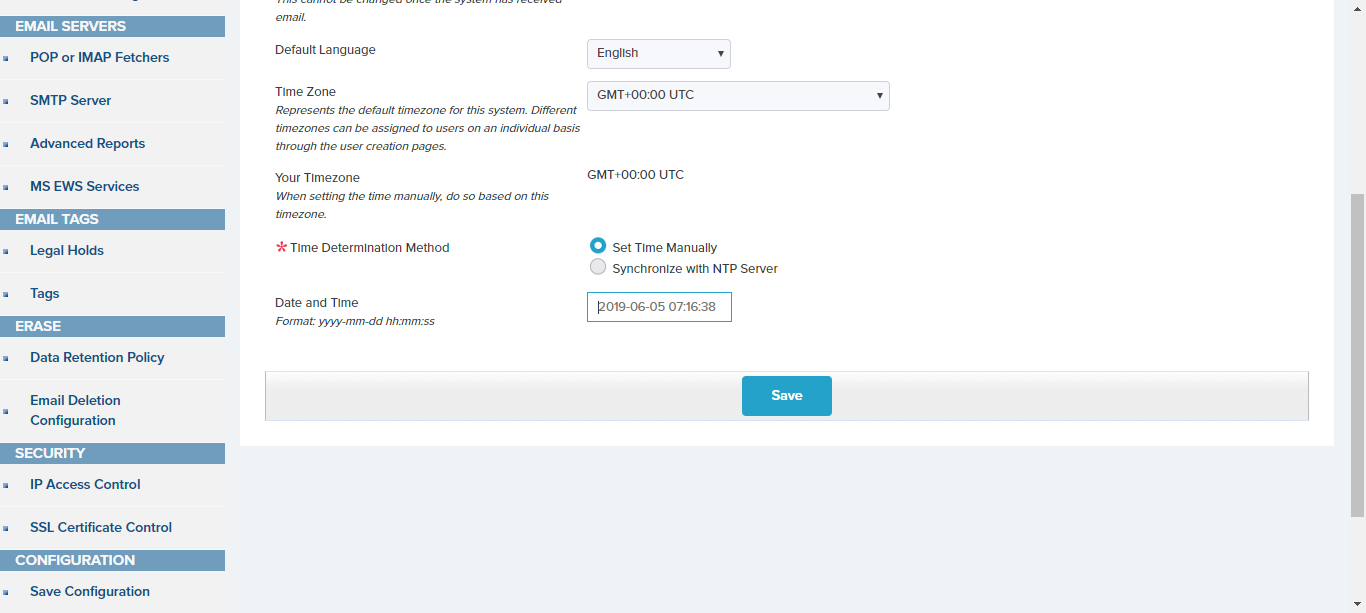 EMAIL SERVERS
POP or IMAP Fetchers
SMTP Server
Advanced Reports
MS EWS Services
EMAIL TAGS
Legal Holds
Tags
ERASE
Data Retention Policy
Email Deletion
Configuration
SECURITY
IP Access Control
SSL Certificate Control
CONFIGURATION
Save Configuration
This cannot be changed once the system has received
email.
Default Language
English
Time Zone
Represents the default timezone for this system. Different
timezones can be assigned to users on an individual basis
through the user creation pages.
GMT+00:00 UTC
Your Timezone
When setting the time manually, do so based on this
timezone.
GMT+00:00 UTC
* Time Determination Method
Set Time Manually
Synchronize with NTP Server
Date and Time
Format: yyyy-mm-dd hh:mm:ss
2019-06-05 07:16:38
Save